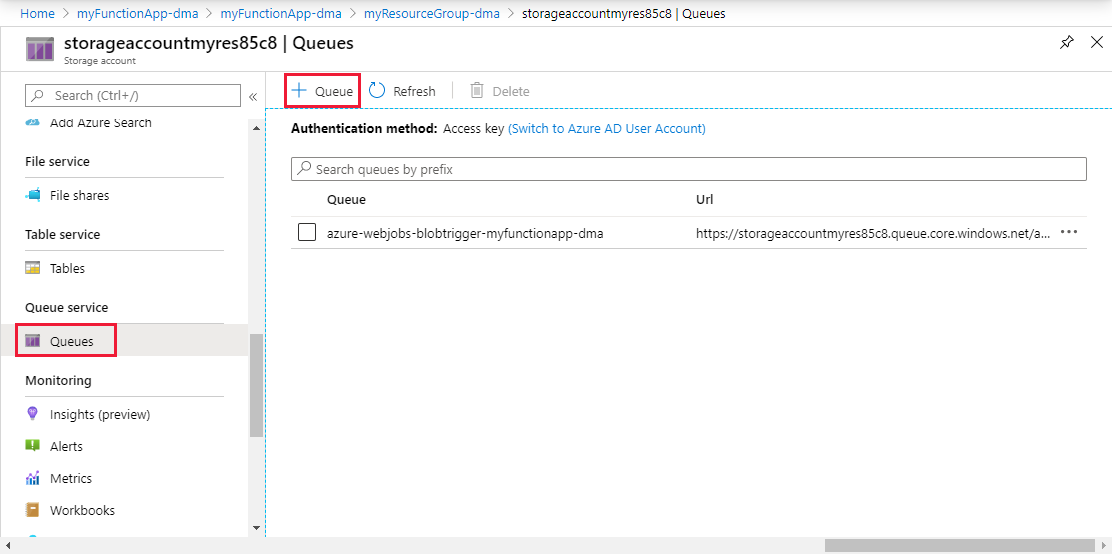 Home > myFunctionApp-dma > myFunctionApp-dma > myResourceGroup-dma > storageaccountmyres85c8 | Queues
storageaccountmyres85c8 | Queues
Storage account
Search (Ctrl+/)
«
Add Azure Search
File service
File shares
Table service
Tables
Queue service
Queues
Monitoring
Insights (preview)
Alerts
Metrics
Workbooks
+ Queue Refresh Delete
Authentication method: Access key (Switch to Azure AD User Account)
Search queues by prefix
Queue Url
azure-webjobs-blobtrigger-myfunctionapp-dma https://storageaccountmyres85c8.queue.core.windows.net/a... ...